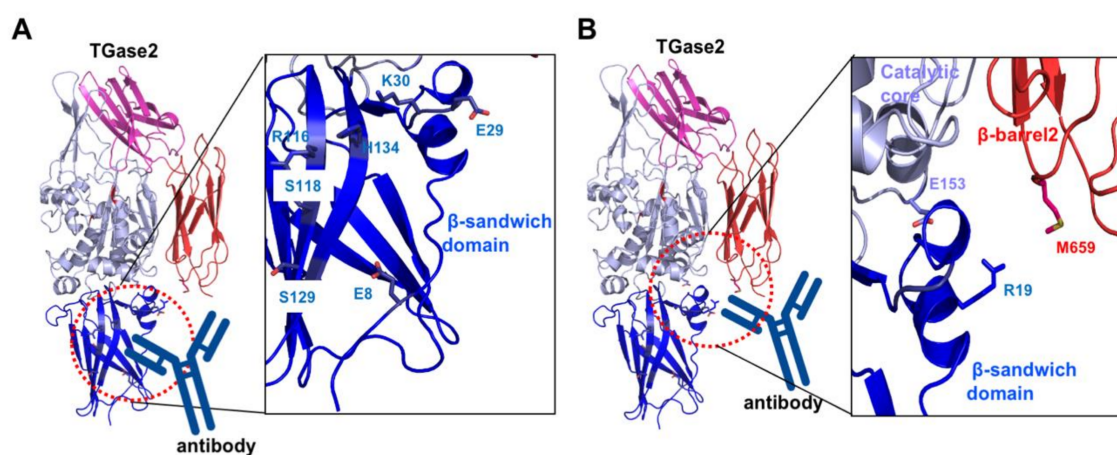 A
TGase2
K30
E29
R116
H134
S118
β-sandwich
domain
S129
E8
antibody
B
TGase2
Catalytic
core
β-barrel2
E153
M659
R19
β-sandwich
domain
antibody